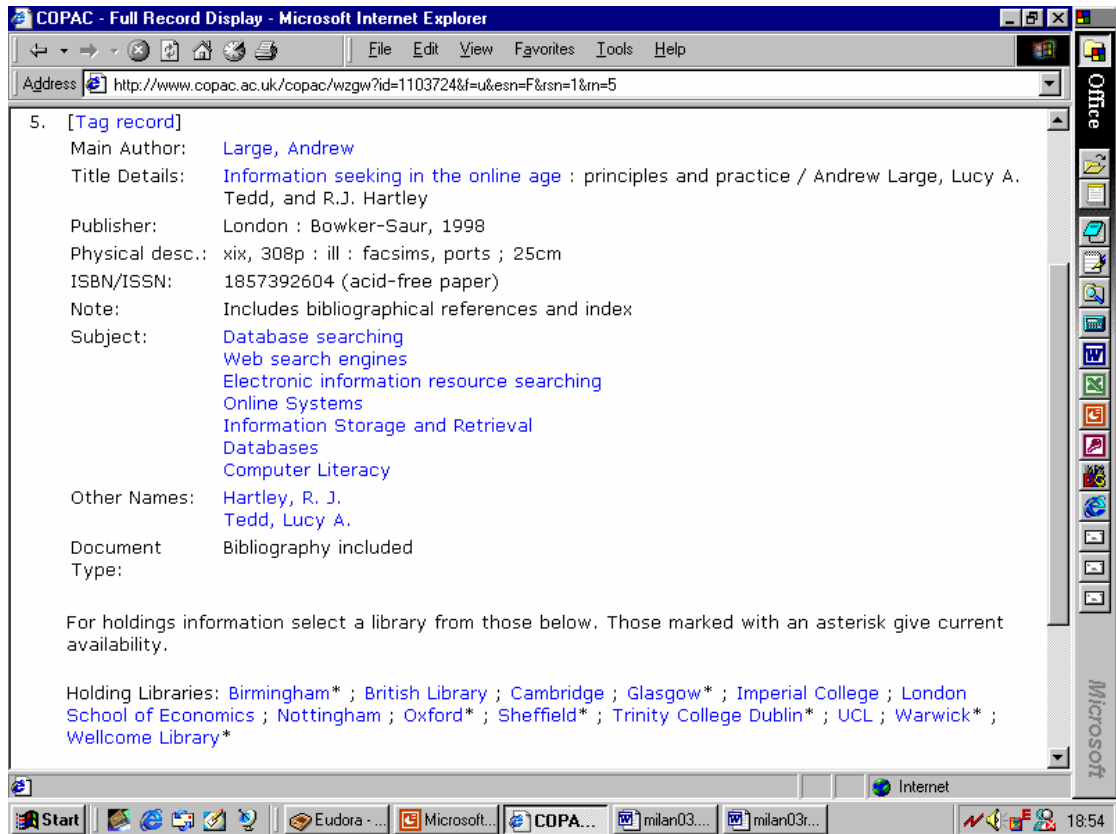 COPAC - Full Record Display - Microsoft Internet Explorer
File Edit View Favorites Tools Help
Address http://www.copac.ac.uk/copac/wzgw?id=1103724&f=u&esn=F&rsn=1&rn=5
Office
5. [Tag record]
Main Author: Large, Andrew
Title Details: Information seeking in the online age : principles and practice / Andrew Large, Lucy A.
Tedd, and R.J. Hartley
Publisher: London : Bowker-Saur, 1998
Physical desc.: xix, 308p : ill : facsims, ports ; 25cm
ISBN/ISSN: 1857392604 (acid-free paper)
Note: Includes bibliographical references and index
Subject: Database searching
Web search engines
Electronic information resource searching
Online Systems
Information Storage and Retrieval
Databases
Computer Literacy
Other Names: Hartley, R. J.
Tedd, Lucy A.
Document Bibliography included
Type:
For holdings information select a library from those below. Those marked with an asterisk give current
availability.
Holding Libraries: Birmingham* ; British Library ; Cambridge ; Glasgow* ; Imperial College ; London
School of Economics ; Nottingham ; Oxford* ; Sheffield* ; Trinity College Dublin* ; UCL ; Warwick* ;
Wellcome Library*
Microsoft
Internet
Start Eudora - ... Microsoft... COPA... milan03.... milan03r... 18:54